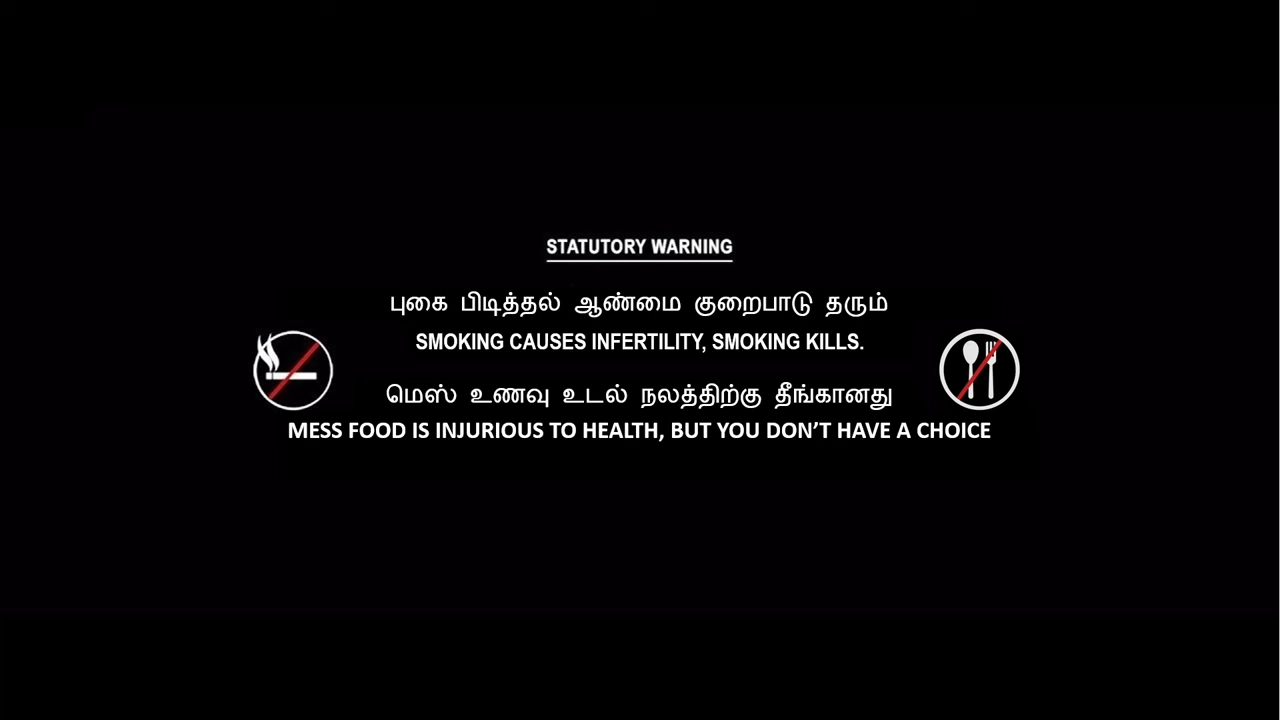 STATUTORY WARNING
புகை பிடித்தல் ஆண்மை குறைபாடு தரும்
SMOKING CAUSES INFERTILITY, SMOKING KILLS.
மெஸ் உணவு உடல் நலத்திற்கு தீங்கானது
MESS FOOD IS INJURIOUS TO HEALTH, BUT YOU DON’T HAVE A CHOICE